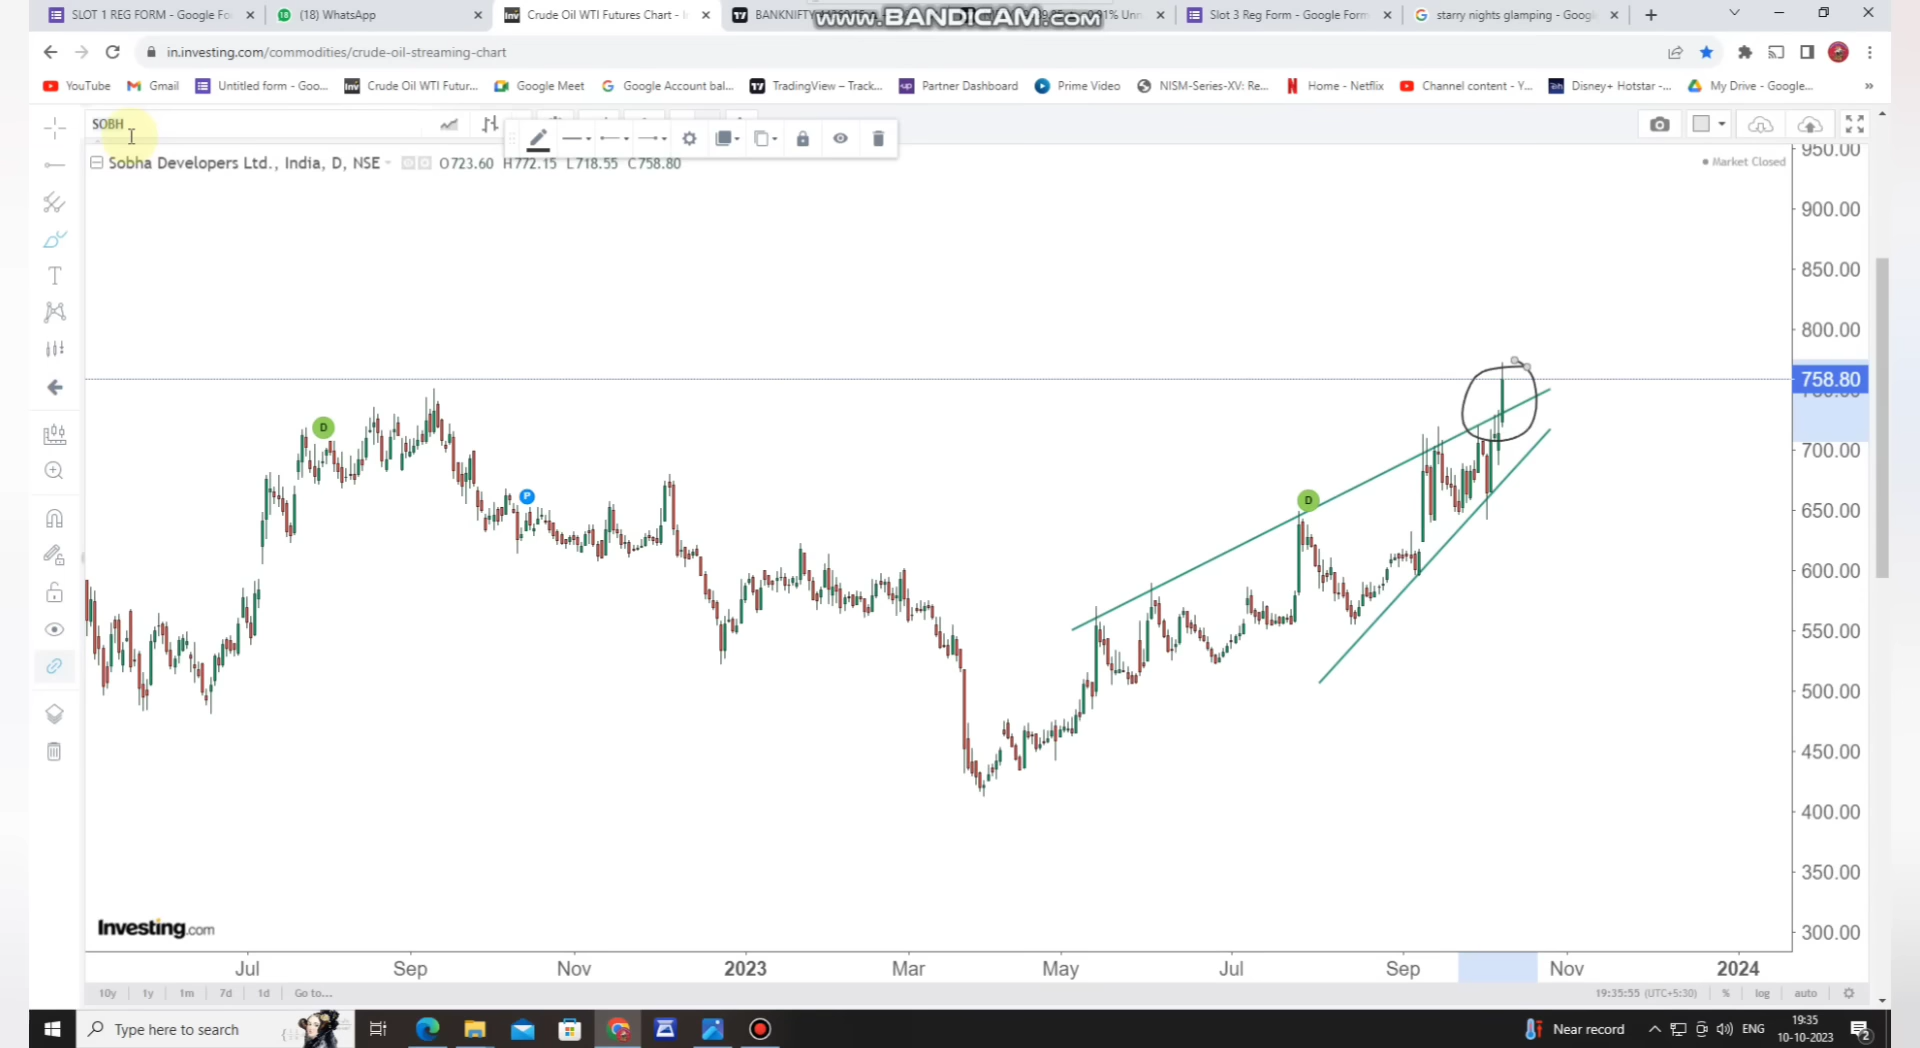 SLOT 1 REG FORM - Google Fo
(18) WhatsApp
Crude Oil WTI Futures Chart - I
BANKNIFTY
www.BANDICAM.com
Slot 3 Reg Form - Google Form
starry nights glamping - Googl
in.investing.com/commodities/crude-oil-streaming-chart
YouTube
Gmail
Untitled form - Goo...
Crude Oil WTI Futur...
Google Meet
Google Account bal...
TradingView – Track...
Partner Dashboard
Prime Video
NISM-Series-XV: Re...
Home - Netflix
Channel content - Y...
Disney+ Hotstar -...
My Drive - Google...
SOBH
Sobha Developers Ltd., India, D, NSE
O723.60 H772.15 L718.55 C758.80
Market Closed
950.00
900.00
850.00
800.00
758.80
700.00
650.00
600.00
550.00
500.00
450.00
400.00
350.00
300.00
D
P
D
Investing.com
Jul
Sep
Nov
2023
Mar
May
Jul
Sep
Nov
2024
10y 1y 1m 7d 1d Go to...
19:35:55 (UTC+5:30) % log auto
Type here to search
Near record
ENG
19:35
10-10-2023
2